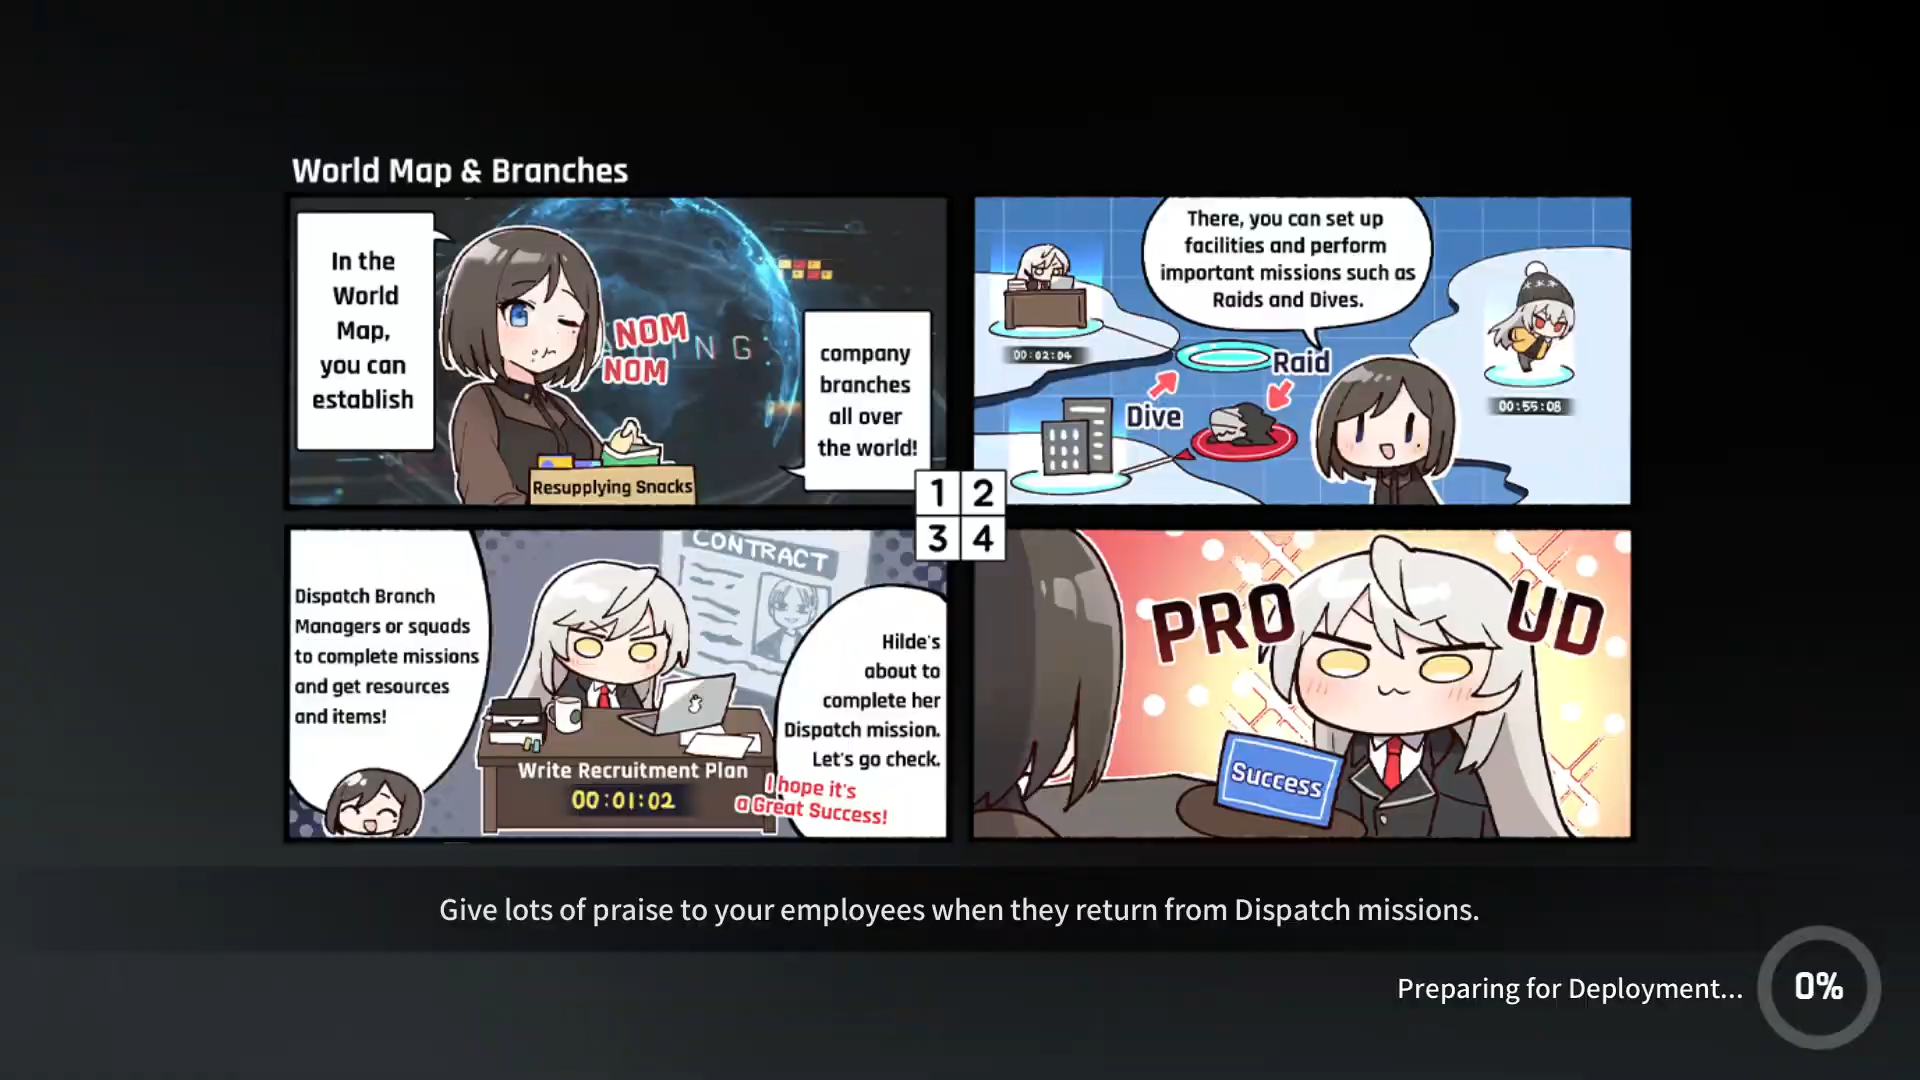 World Map & Branches
In the
World
Map,
you can
establish
NOM
NOM
company
branches
all over
the world!
Resupplying Snacks
There, you can set up
facilities and perform
important missions such as
Raids and Dives.
00:02:04
Raid
Dive
00:55:08
1 2
3 4
Dispatch Branch
Managers or squads
to complete missions
and get resources
and items!
CONTRACT
Hilde's
about to
complete her
Dispatch mission.
Let's go check.
Write Recruitment Plan
00:01:02
I hope it's
a Great Success!
PRO UD
Success
Give lots of praise to your employees when they return from Dispatch missions.
Preparing for Deployment...
0%